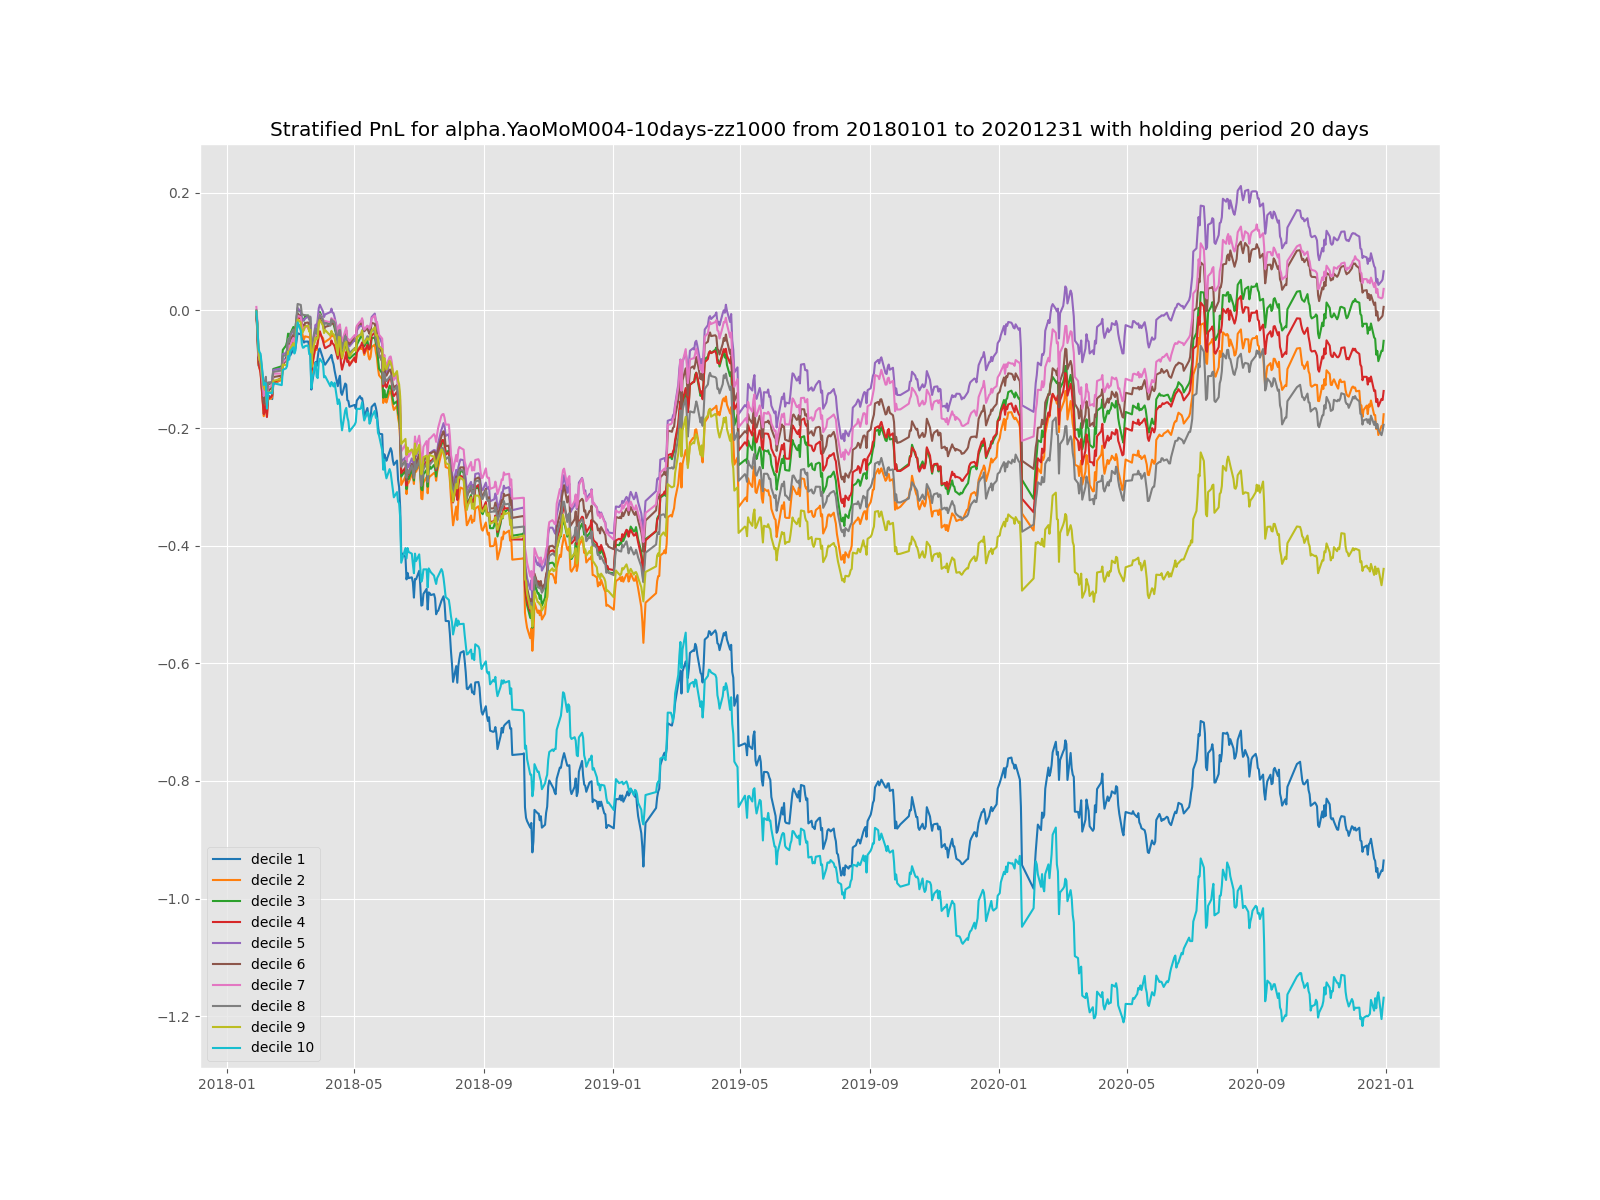 Stratified PnL for alpha.YaoMoM004-10days-zz1000 from 20180101 to 20201231 with holding period 20 days
0.2
0.0
−0.2
−0.4
−0.6
−0.8
−1.0
−1.2
decile 1
decile 2
decile 3
decile 4
decile 5
decile 6
decile 7
decile 8
decile 9
decile 10
2018-01 2018-05 2018-09 2019-01 2019-05 2019-09 2020-01 2020-05 2020-09 2021-01